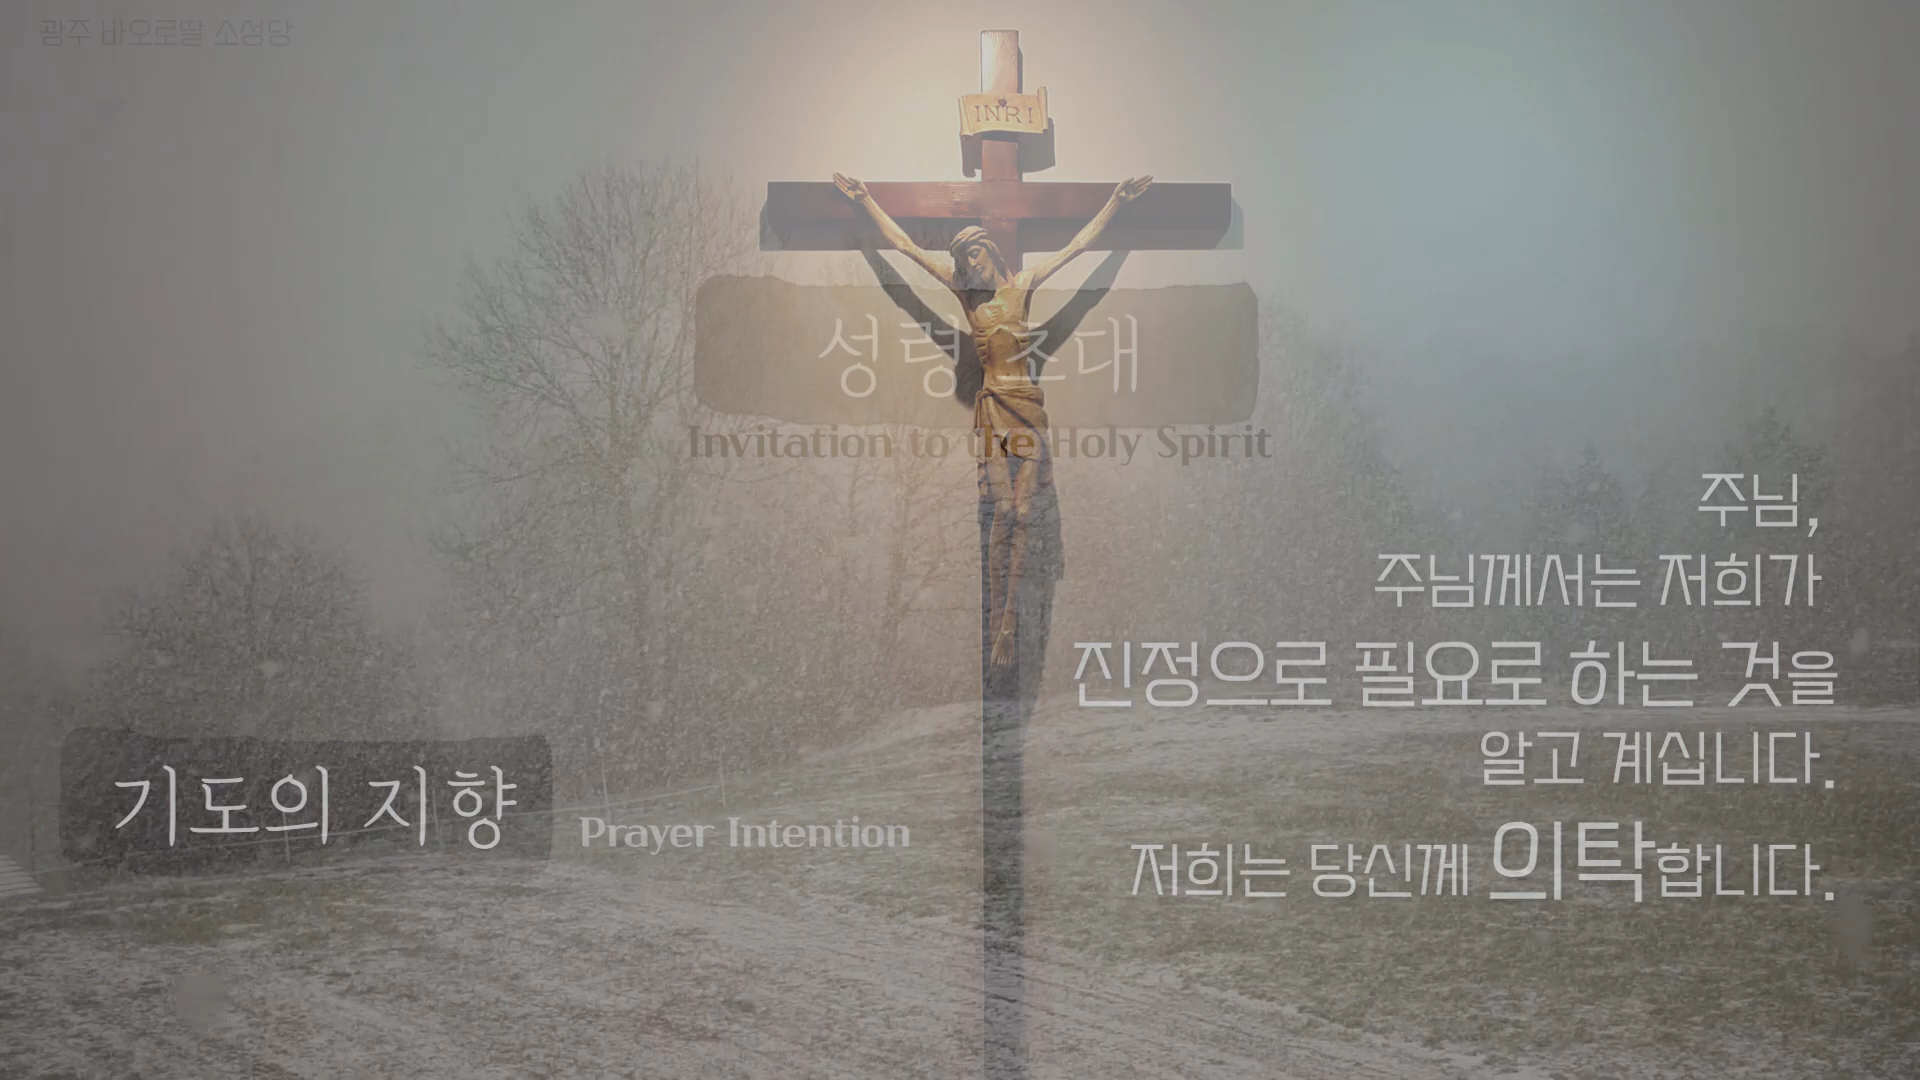 광주 바오로딸 소성당
INRI
성령 초대
Invitation to the Holy Spirit
주님,
주님께서는 저희가
진정으로 필요로 하는 것을
알고 계십니다.
저희는 당신께 의탁합니다.
기도의 지향
Prayer Intention